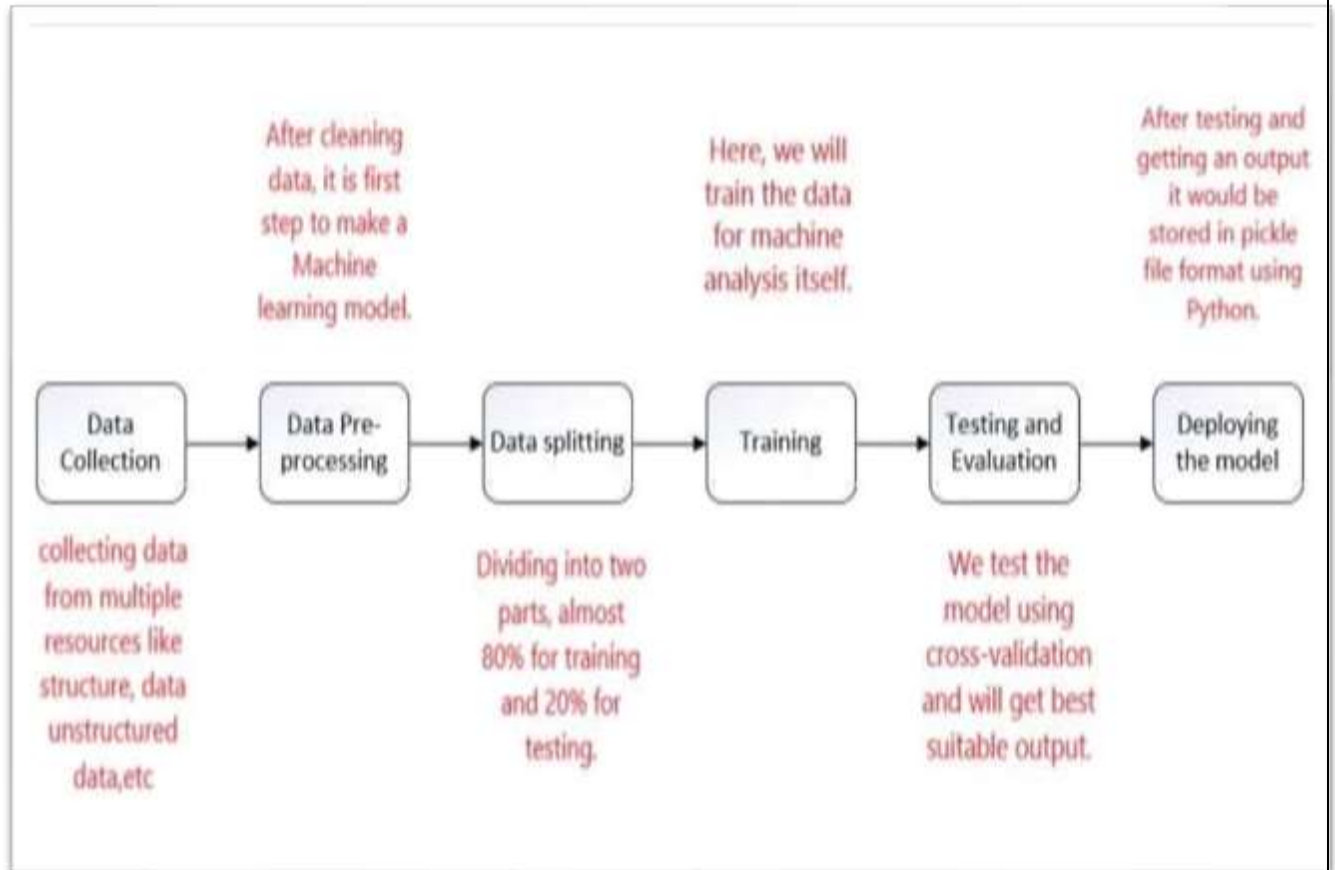 After cleaning
data, it is first
step to make a
Machine
learning model.
Here, we will
train the data
for machine
analysis itself.
After testing and
getting an output
it would be
stored in pickle
file format using
Python.
Data
Collection
Data Pre-
processing
Data splitting
Training
Testing and
Evaluation
Deploying
the model
collecting data
from multiple
resources like
structure, data
unstructured
data,etc
Dividing into two
parts, almost
80% for training
and 20% for
testing.
We test the
model using
cross-validation
and will get best
suitable output.